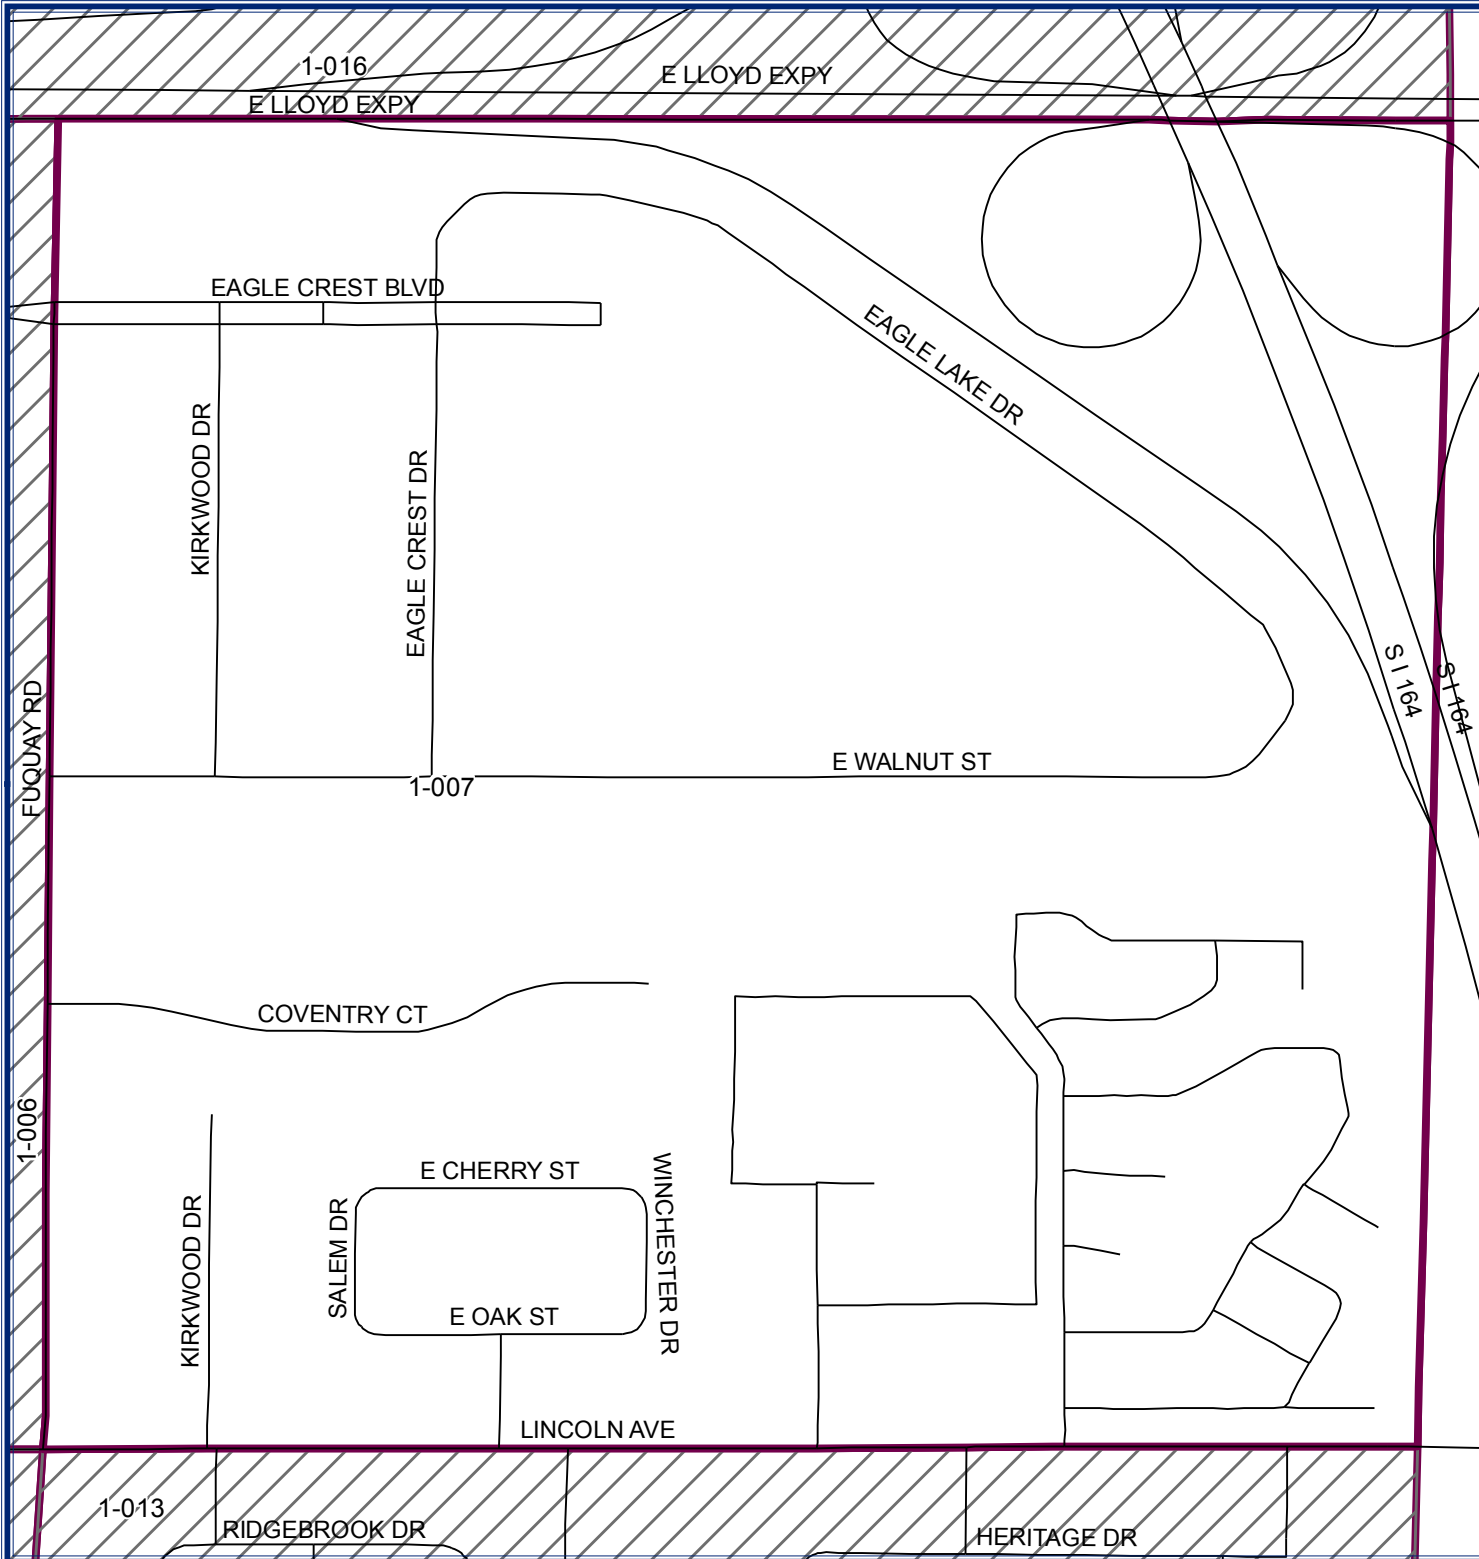 1-016
E LLOYD EXPY
E LLOYD EXPY
EAGLE CREST BLVD
EAGLE LAKE DR
KIRKWOOD DR
EAGLE CREST DR
S I 164
S I 164
FUQUAY RD
E WALNUT ST
1-007
COVENTRY CT
1-006
E CHERRY ST
WINCHESTER DR
SALEM DR
KIRKWOOD DR
E OAK ST
LINCOLN AVE
1-013
RIDGEBROOK DR
HERITAGE DR